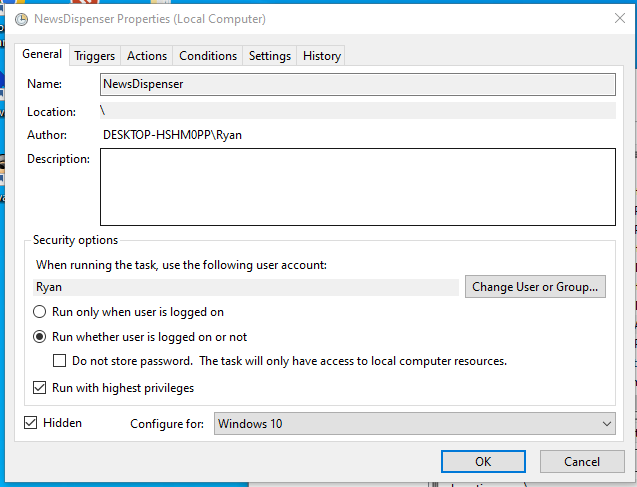 NewsDispenser Properties (Local Computer)
General Triggers Actions Conditions Settings History
Name: NewsDispenser
Location: \
Author: DESKTOP-HSHM0PP\Ryan
Description:
Security options
When running the task, use the following user account:
Ryan Change User or Group...
Run only when user is logged on
Run whether user is logged on or not
Do not store password. The task will only have access to local computer resources.
Run with highest privileges
Hidden Configure for: Windows 10
OK Cancel